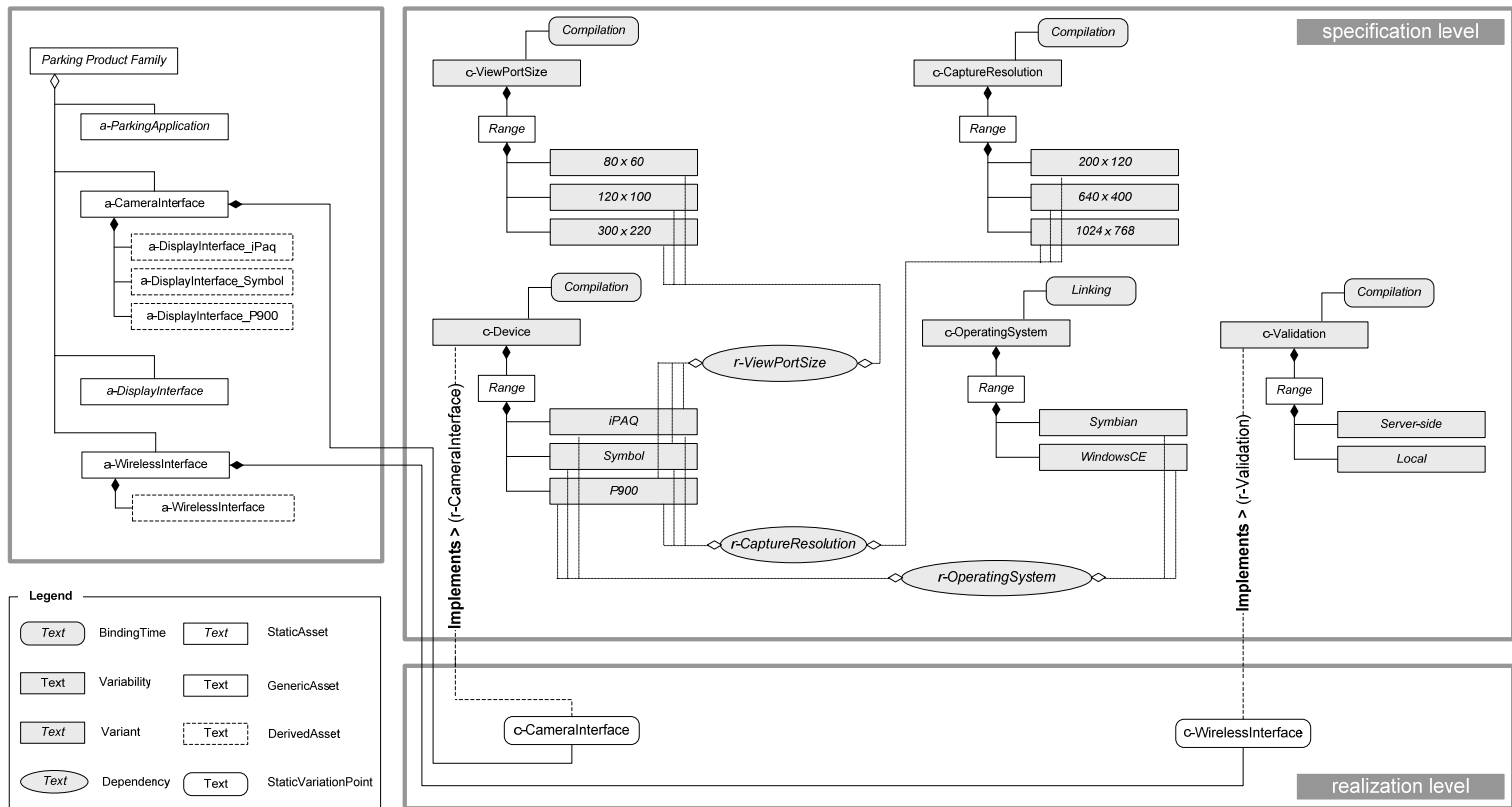 Parking Product Family
a-ParkingApplication
a-CameraInterface
a-DisplayInterface_iPaq
a-DisplayInterface_Symbol
a-DisplayInterface_P900
a-DisplayInterface
a-WirelessInterface
a-WirelessInterface
Legend
Text BindingTime
Text StaticAsset
Text Variability
Text GenericAsset
Text Variant
Text DerivedAsset
Text Dependency
Text StaticVariationPoint
specification level
Compilation
c-ViewPortSize
Range
80 x 60
120 x 100
300 x 220
Compilation
c-CaptureResolution
Range
200 x 120
640 x 400
1024 x 768
Compilation
c-Device
Range
iPAQ
Symbol
P900
r-ViewPortSize
r-CaptureResolution
r-OperatingSystem
Linking
c-OperatingSystem
Range
Symbian
WindowsCE
Compilation
c-Validation
Range
Server-side
Local
Implements > (r-CameraInterface)
Implements > (r-Validation)
c-CameraInterface
c-WirelessInterface
realization level